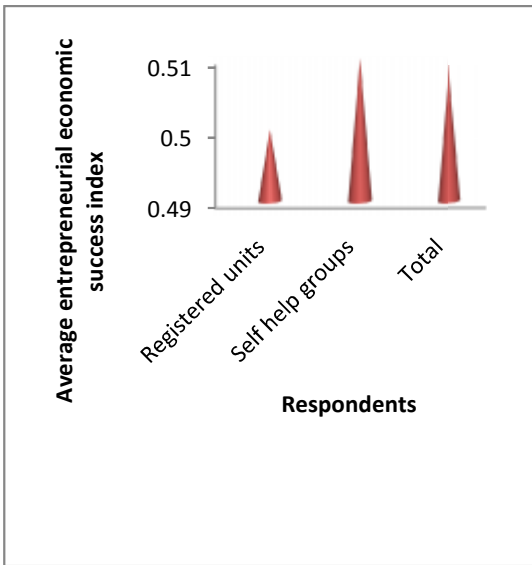 Average entrepreneurial economic
success index
0.51
0.5
0.49
Registered units
Self help groups
Total
Respondents